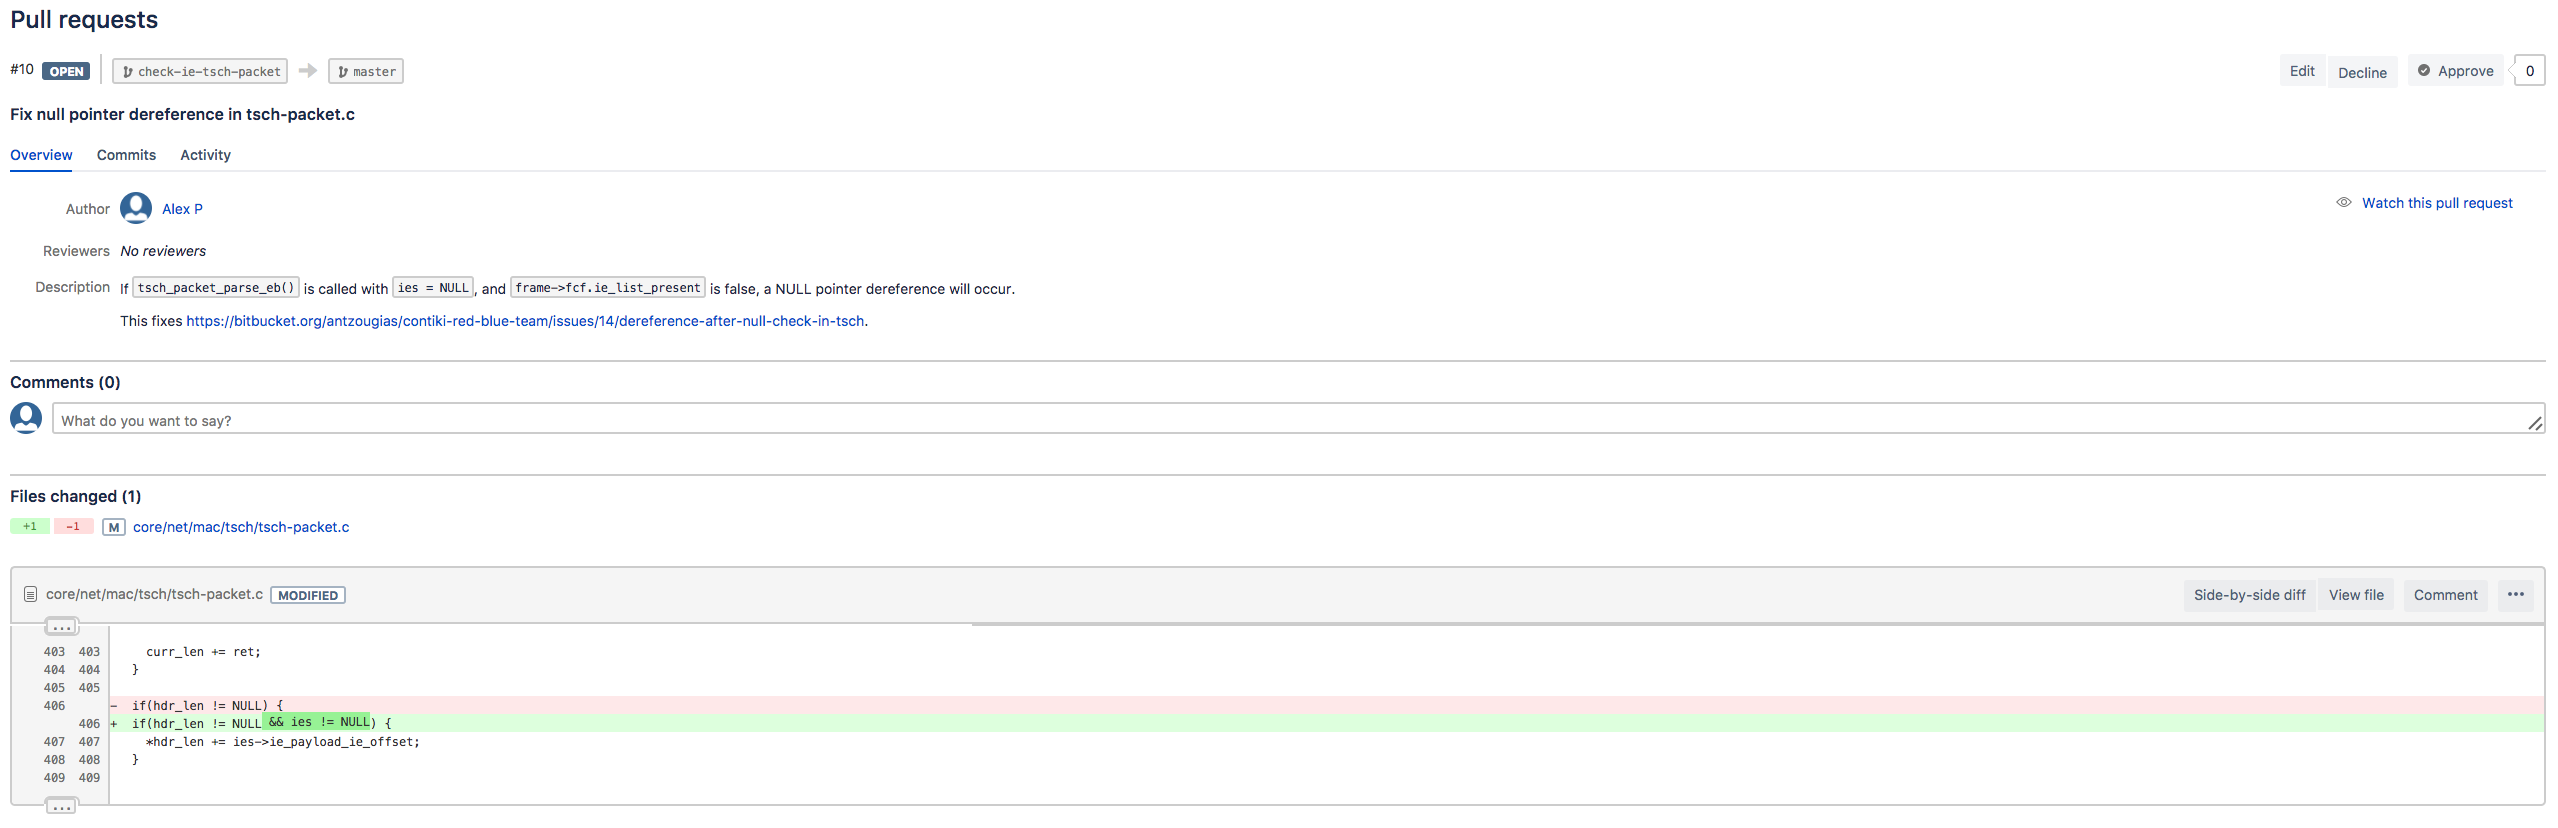 Pull requests
#10 OPEN check-ie-tsch-packet master Edit Decline Approve 0
Fix null pointer dereference in tsch-packet.c
Overview Commits Activity
Author Alex P Watch this pull request
Reviewers No reviewers
Description If tsch_packet_parse_eb() is called with ies = NULL, and frame->fcf.ie_list_present is false, a NULL pointer dereference will occur.
This fixes https://bitbucket.org/antzougias/contiki-red-blue-team/issues/14/dereference-after-null-check-in-tsch.
Comments (0)
What do you want to say?
Files changed (1)
+1 -1 M core/net/mac/tsch/tsch-packet.c
core/net/mac/tsch/tsch-packet.c MODIFIED Side-by-side diff View file Comment •••
...
403 403 curr_len += ret;
404 404 }
405 405
406 - if(hdr_len != NULL) {
406 + if(hdr_len != NULL && ies != NULL) {
407 407 *hdr_len += ies->ie_payload_ie_offset;
408 408 }
409 409
...